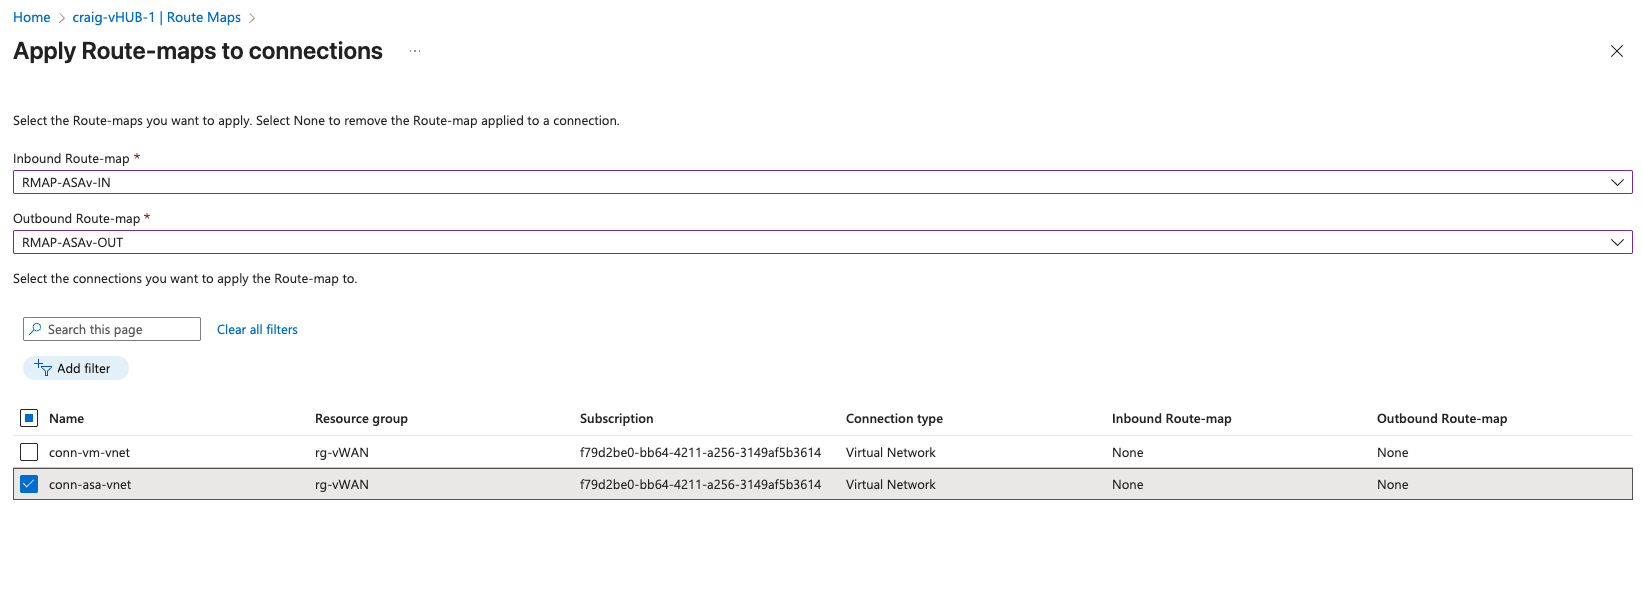 Home > craig-vHUB-1 | Route Maps >
Apply Route-maps to connections ...
Select the Route-maps you want to apply. Select None to remove the Route-map applied to a connection.
Inbound Route-map *
RMAP-ASAv-IN
Outbound Route-map *
RMAP-ASAv-OUT
Select the connections you want to apply the Route-map to.
Search this page Clear all filters
Add filter
Name Resource group Subscription Connection type Inbound Route-map Outbound Route-map
conn-vm-vnet rg-vWAN f79d2be0-bb64-4211-a256-3149af5b3614 Virtual Network None None
conn-asa-vnet rg-vWAN f79d2be0-bb64-4211-a256-3149af5b3614 Virtual Network None None